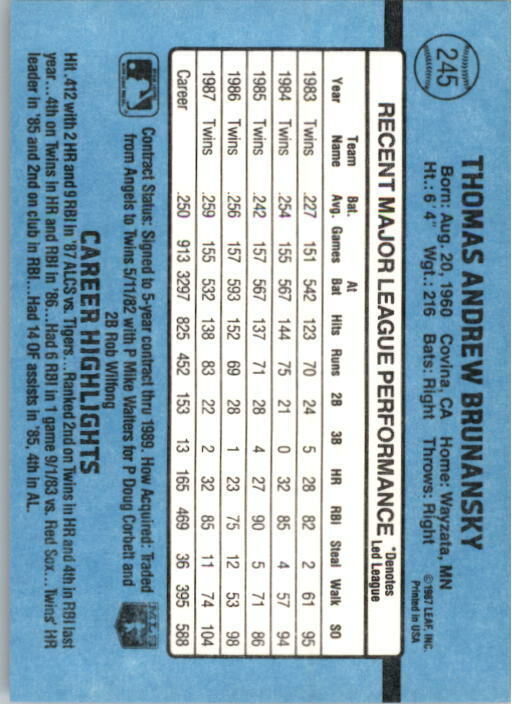 245
THOMAS ANDREW BRUNANSKY
Born: Aug. 20, 1960 Covina, CA Home: Wayzata, MN
Ht.: 6' 4" Wgt.: 216 Bats: Right Throws: Right
©1987 LEAF, INC.
Printed in USA
RECENT MAJOR LEAGUE PERFORMANCE
*Denotes
Led League
Year Team Name Bat. Avg. Games At Bat Hits Runs 2B 3B HR RBI Steal Walk SO
1983 Twins .227 151 542 123 70 24 5 28 82 2 61 95
1984 Twins .254 155 567 144 75 21 0 32 85 4 57 94
1985 Twins .242 157 567 137 71 28 4 27 90 5 71 86
1986 Twins .256 157 593 152 69 28 1 23 75 12 53 98
1987 Twins .259 155 532 138 83 22 2 32 85 11 74 104
Career .250 913 3297 825 452 153 13 165 469 36 395 588
Contract Status: Signed to 5-year contract thru 1989. How Acquired: Traded
from Angels to Twins 5/11/82 with P Mike Walters for P Doug Corbett and
2B Rob Wilfong
CAREER HIGHLIGHTS
Hit .412 with 2 HR and 9 RBI in '87 ALCS vs. Tigers...Ranked 2nd on Twins in HR and 4th in RBI last
year...4th on Twins in HR and RBI in '86...Had 6 RBI in 1 game 9/1/83 vs. Red Sox...Twins' HR
leader in '85 and 2nd on club in RBI...Had 14 OF assists in '85, 4th in AL.